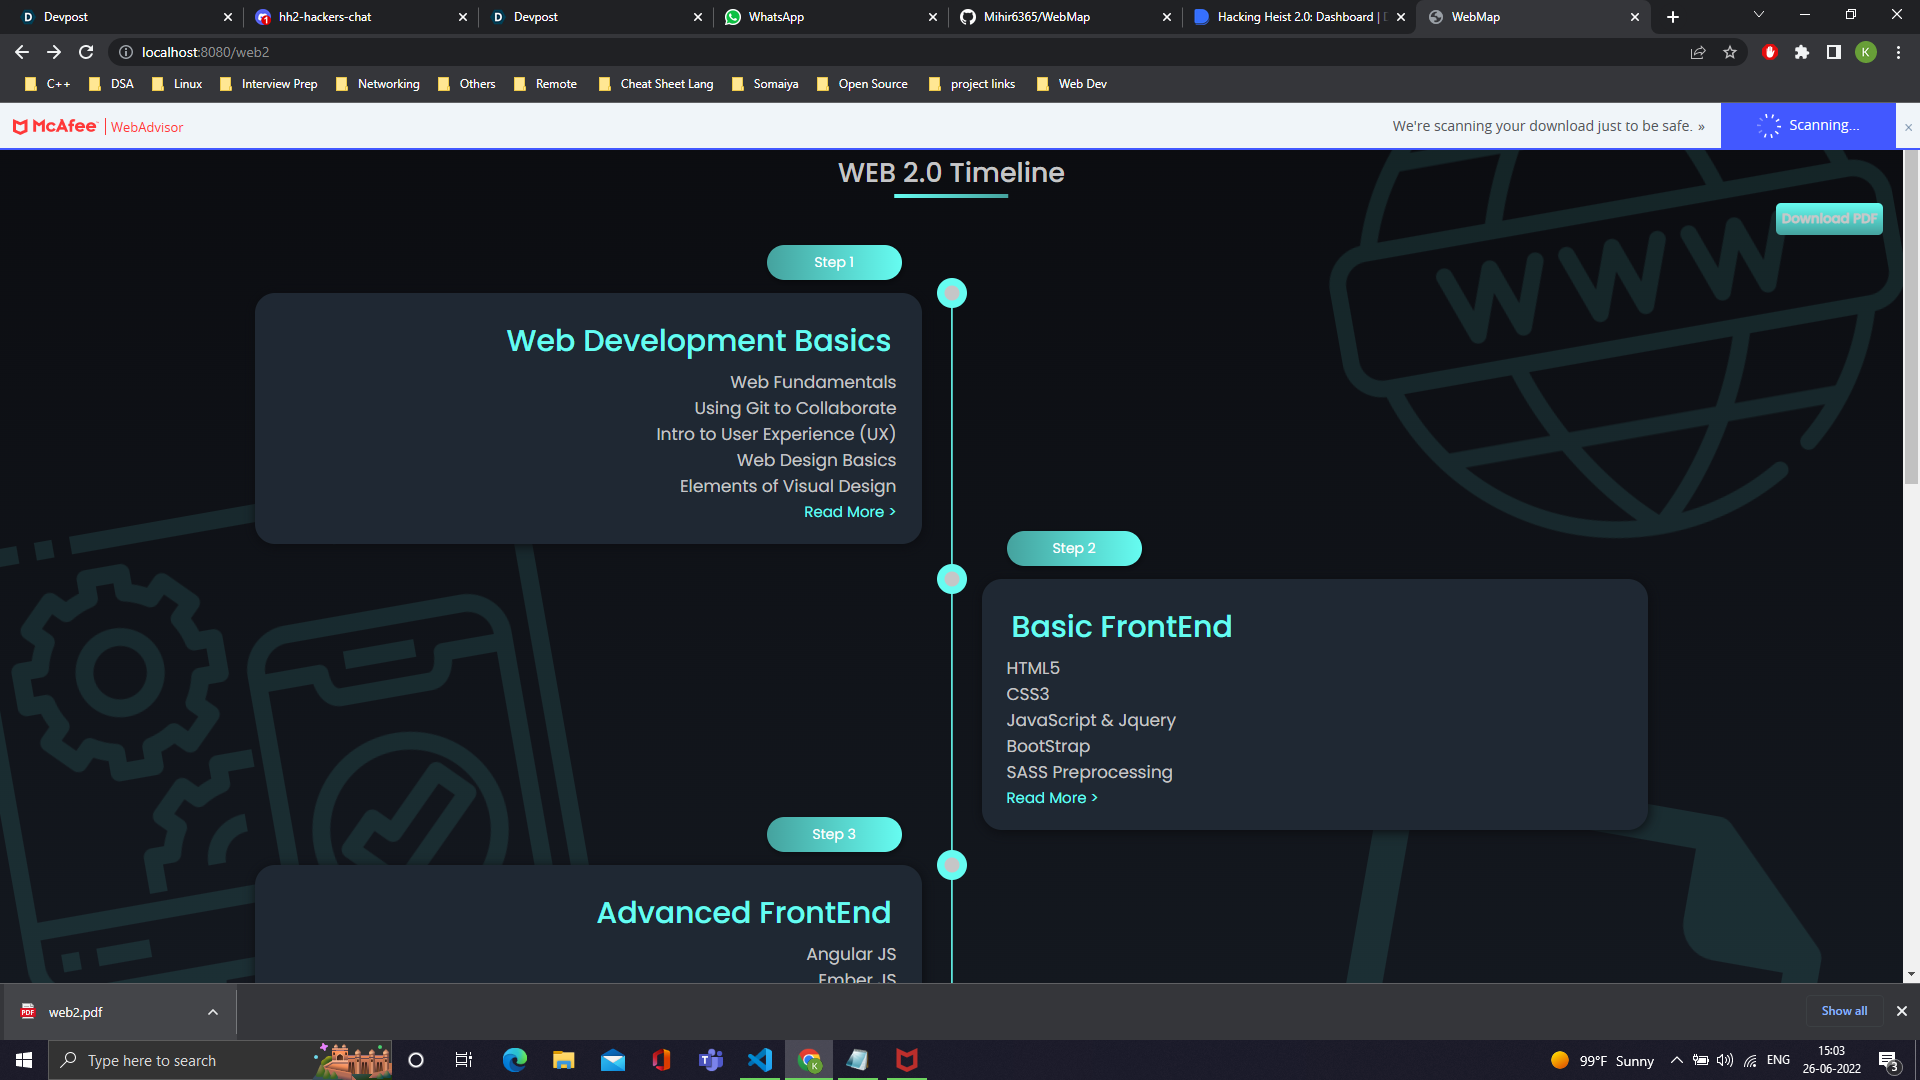 Devpost
hh2-hackers-chat
Devpost
WhatsApp
Mihir6365/WebMap
Hacking Heist 2.0: Dashboard |
WebMap
localhost:8080/web2
K
C++
DSA
Linux
Interview Prep
Networking
Others
Remote
Cheat Sheet Lang
Somaiya
Open Source
project links
Web Dev
McAfee | WebAdvisor
We're scanning your download just to be safe. »
Scanning...
WEB 2.0 Timeline
Download PDF
WWW
Step 1
Web Development Basics
Web Fundamentals
Using Git to Collaborate
Intro to User Experience (UX)
Web Design Basics
Elements of Visual Design
Read More >
Step 2
Basic FrontEnd
HTML5
CSS3
JavaScript & Jquery
BootStrap
SASS Preprocessing
Read More >
Step 3
Advanced FrontEnd
Angular JS
Ember JS
web2.pdf
Show all
Type here to search
99°F Sunny
ENG
15:03
26-06-2022
3